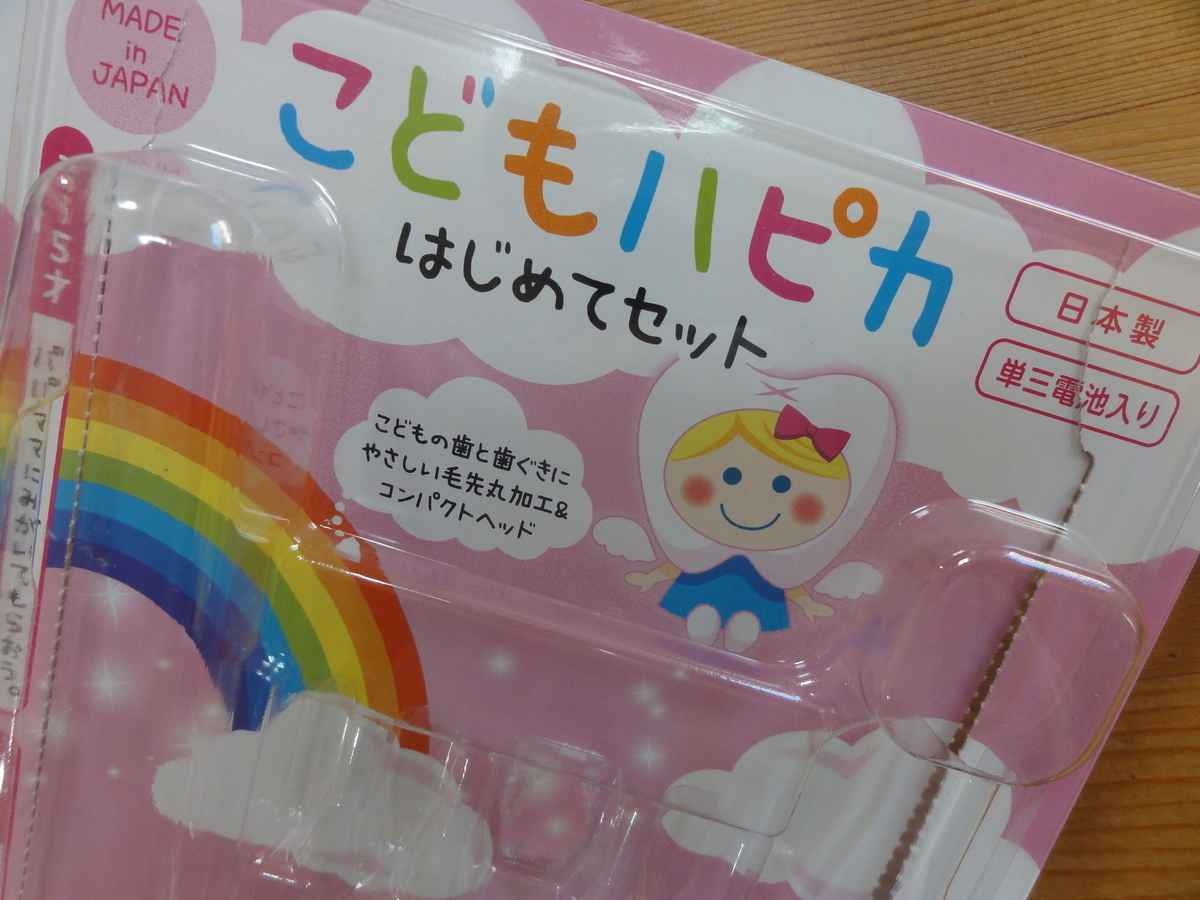 MADE
in
JAPAN
こどもハピカ
はじめてセット
日本製
単三電池入り
5才
こどもの歯と歯ぐきに
やさしい毛先丸加工&
コンパクトヘッド
ママにみがいてもらおう。